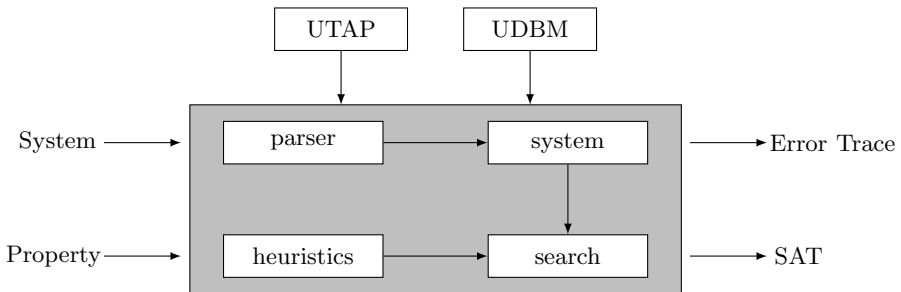 UTAP UDBM
System parser system Error Trace
Property heuristics search SAT